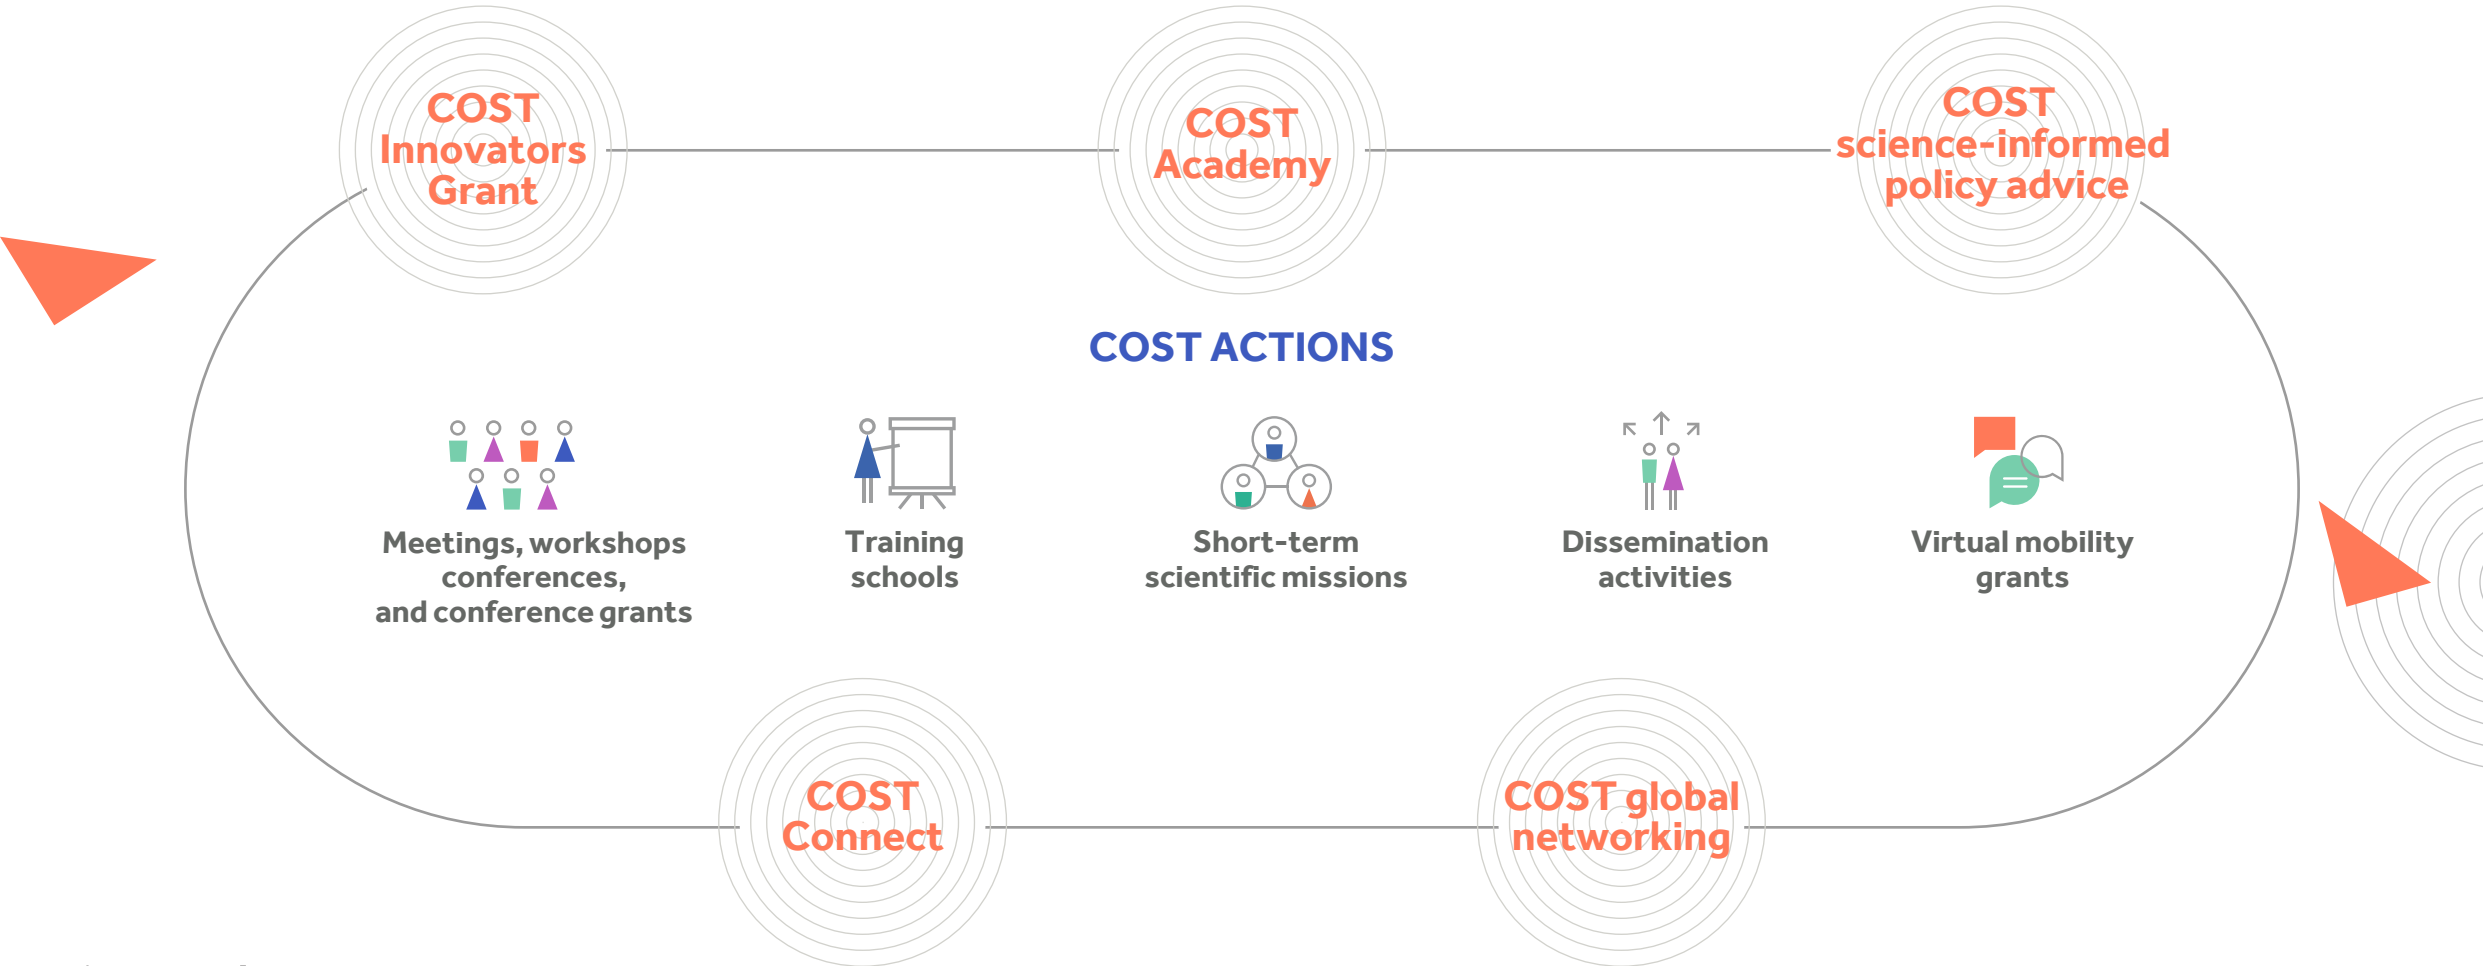 COST
Innovators
Grant
COST
Academy
COST
science-informed
policy advice
COST ACTIONS
Meetings, workshops
conferences,
and conference grants
Training
schools
Short-term
scientific missions
Dissemination
activities
Virtual mobility
grants
COST
Connect
COST global
networking